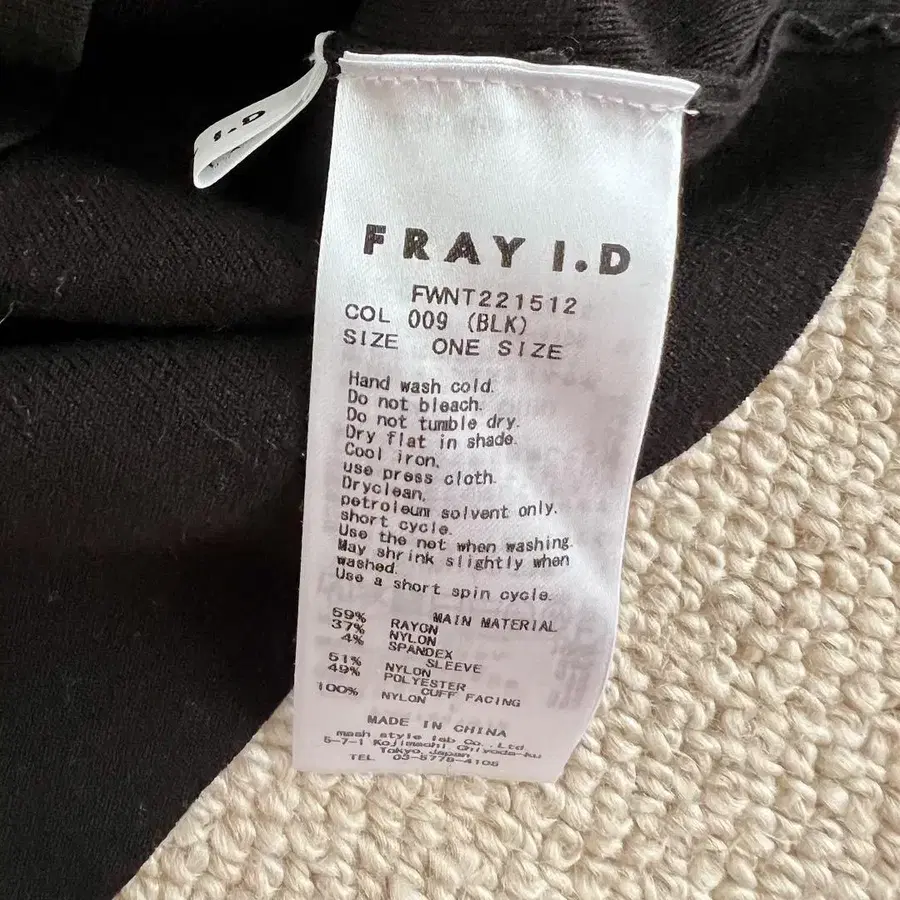 I.D
FRAY I.D
FWNT221512
COL 009 (BLK)
SIZE ONE SIZE
Hand wash cold.
Do not bleach.
Do not tumble dry.
Dry flat in shade.
Cool iron.
use press cloth.
Dryclean,
petroleum solvent only.
short cycle.
Use the not when washing.
May shrink slightly when
washed.
Use a short spin cycle.
MAIN MATERIAL
59% RAYON
37% NYLON
4% SPANDEX
SLEEVE
51% NYLON
49% POLYESTER
CUFF FACING
100% NYLON
MADE IN CHINA
mash style lab Co.,Ltd.
5-7-1 Kojimachi,Chiyoda-ku
Tokyo,Japan
TEL 03-5778-4105